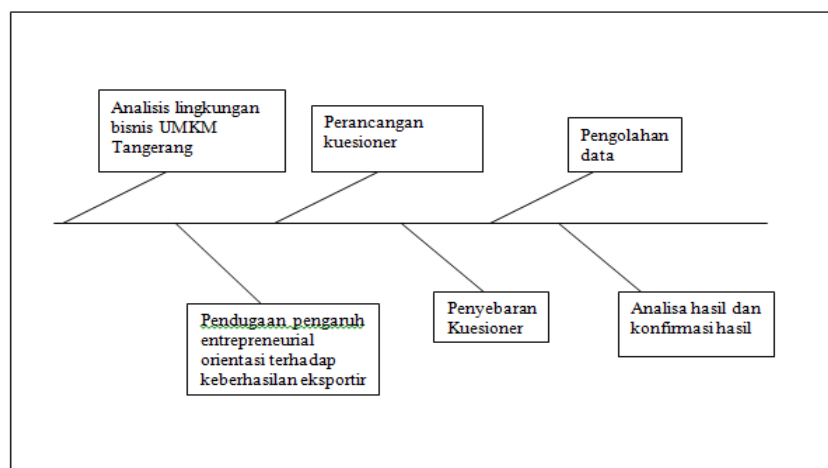 Analisis lingkungan
bisnis UMKM
Tangerang
Pendugaan pengaruh
entrepreneurial
orientasi terhadap
keberhasilan eksportir
Perancangan
kuesioner
Penyebaran
Kuesioner
Pengolahan
data
Analisa hasil dan
konfirmasi hasil